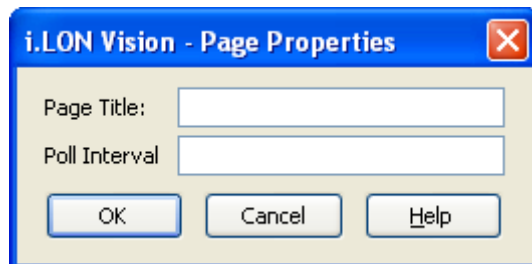 i.LON Vision - Page Properties
Page Title:
Poll Interval
OK Cancel Help